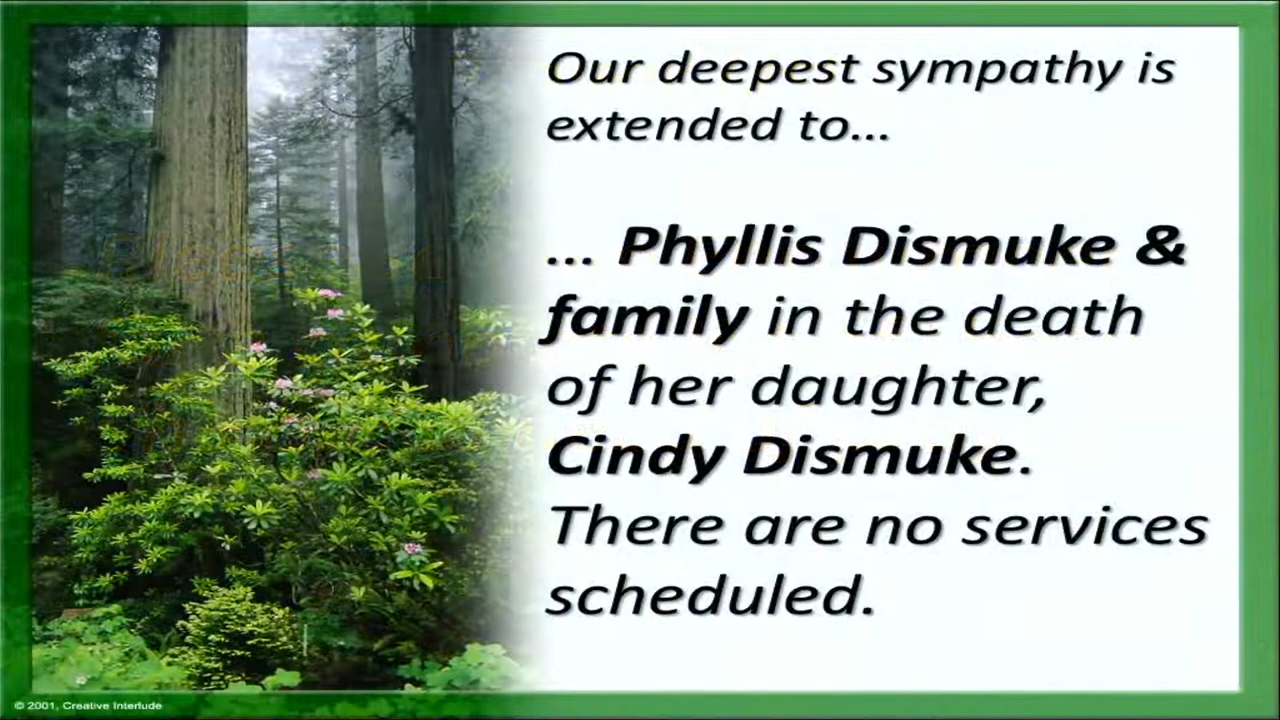 Our deepest sympathy is
extended to...
... Phyllis Dismuke &
family in the death
of her daughter,
Cindy Dismuke.
There are no services
scheduled.
© 2001, Creative Interlude